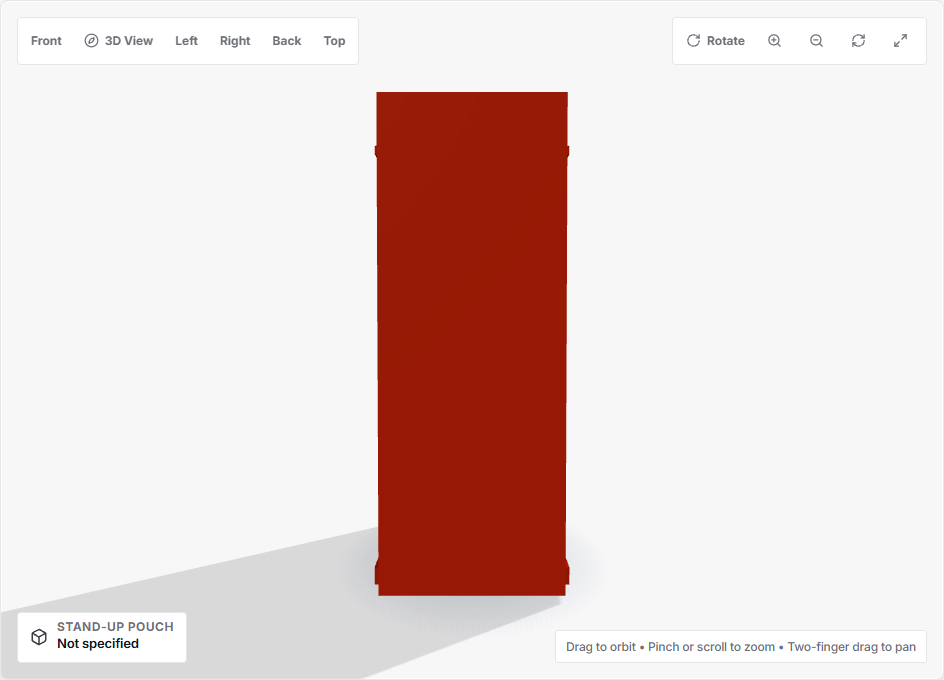 Front 3D View Left Right Back Top
Rotate
STAND-UP POUCH
Not specified
Drag to orbit • Pinch or scroll to zoom • Two-finger drag to pan